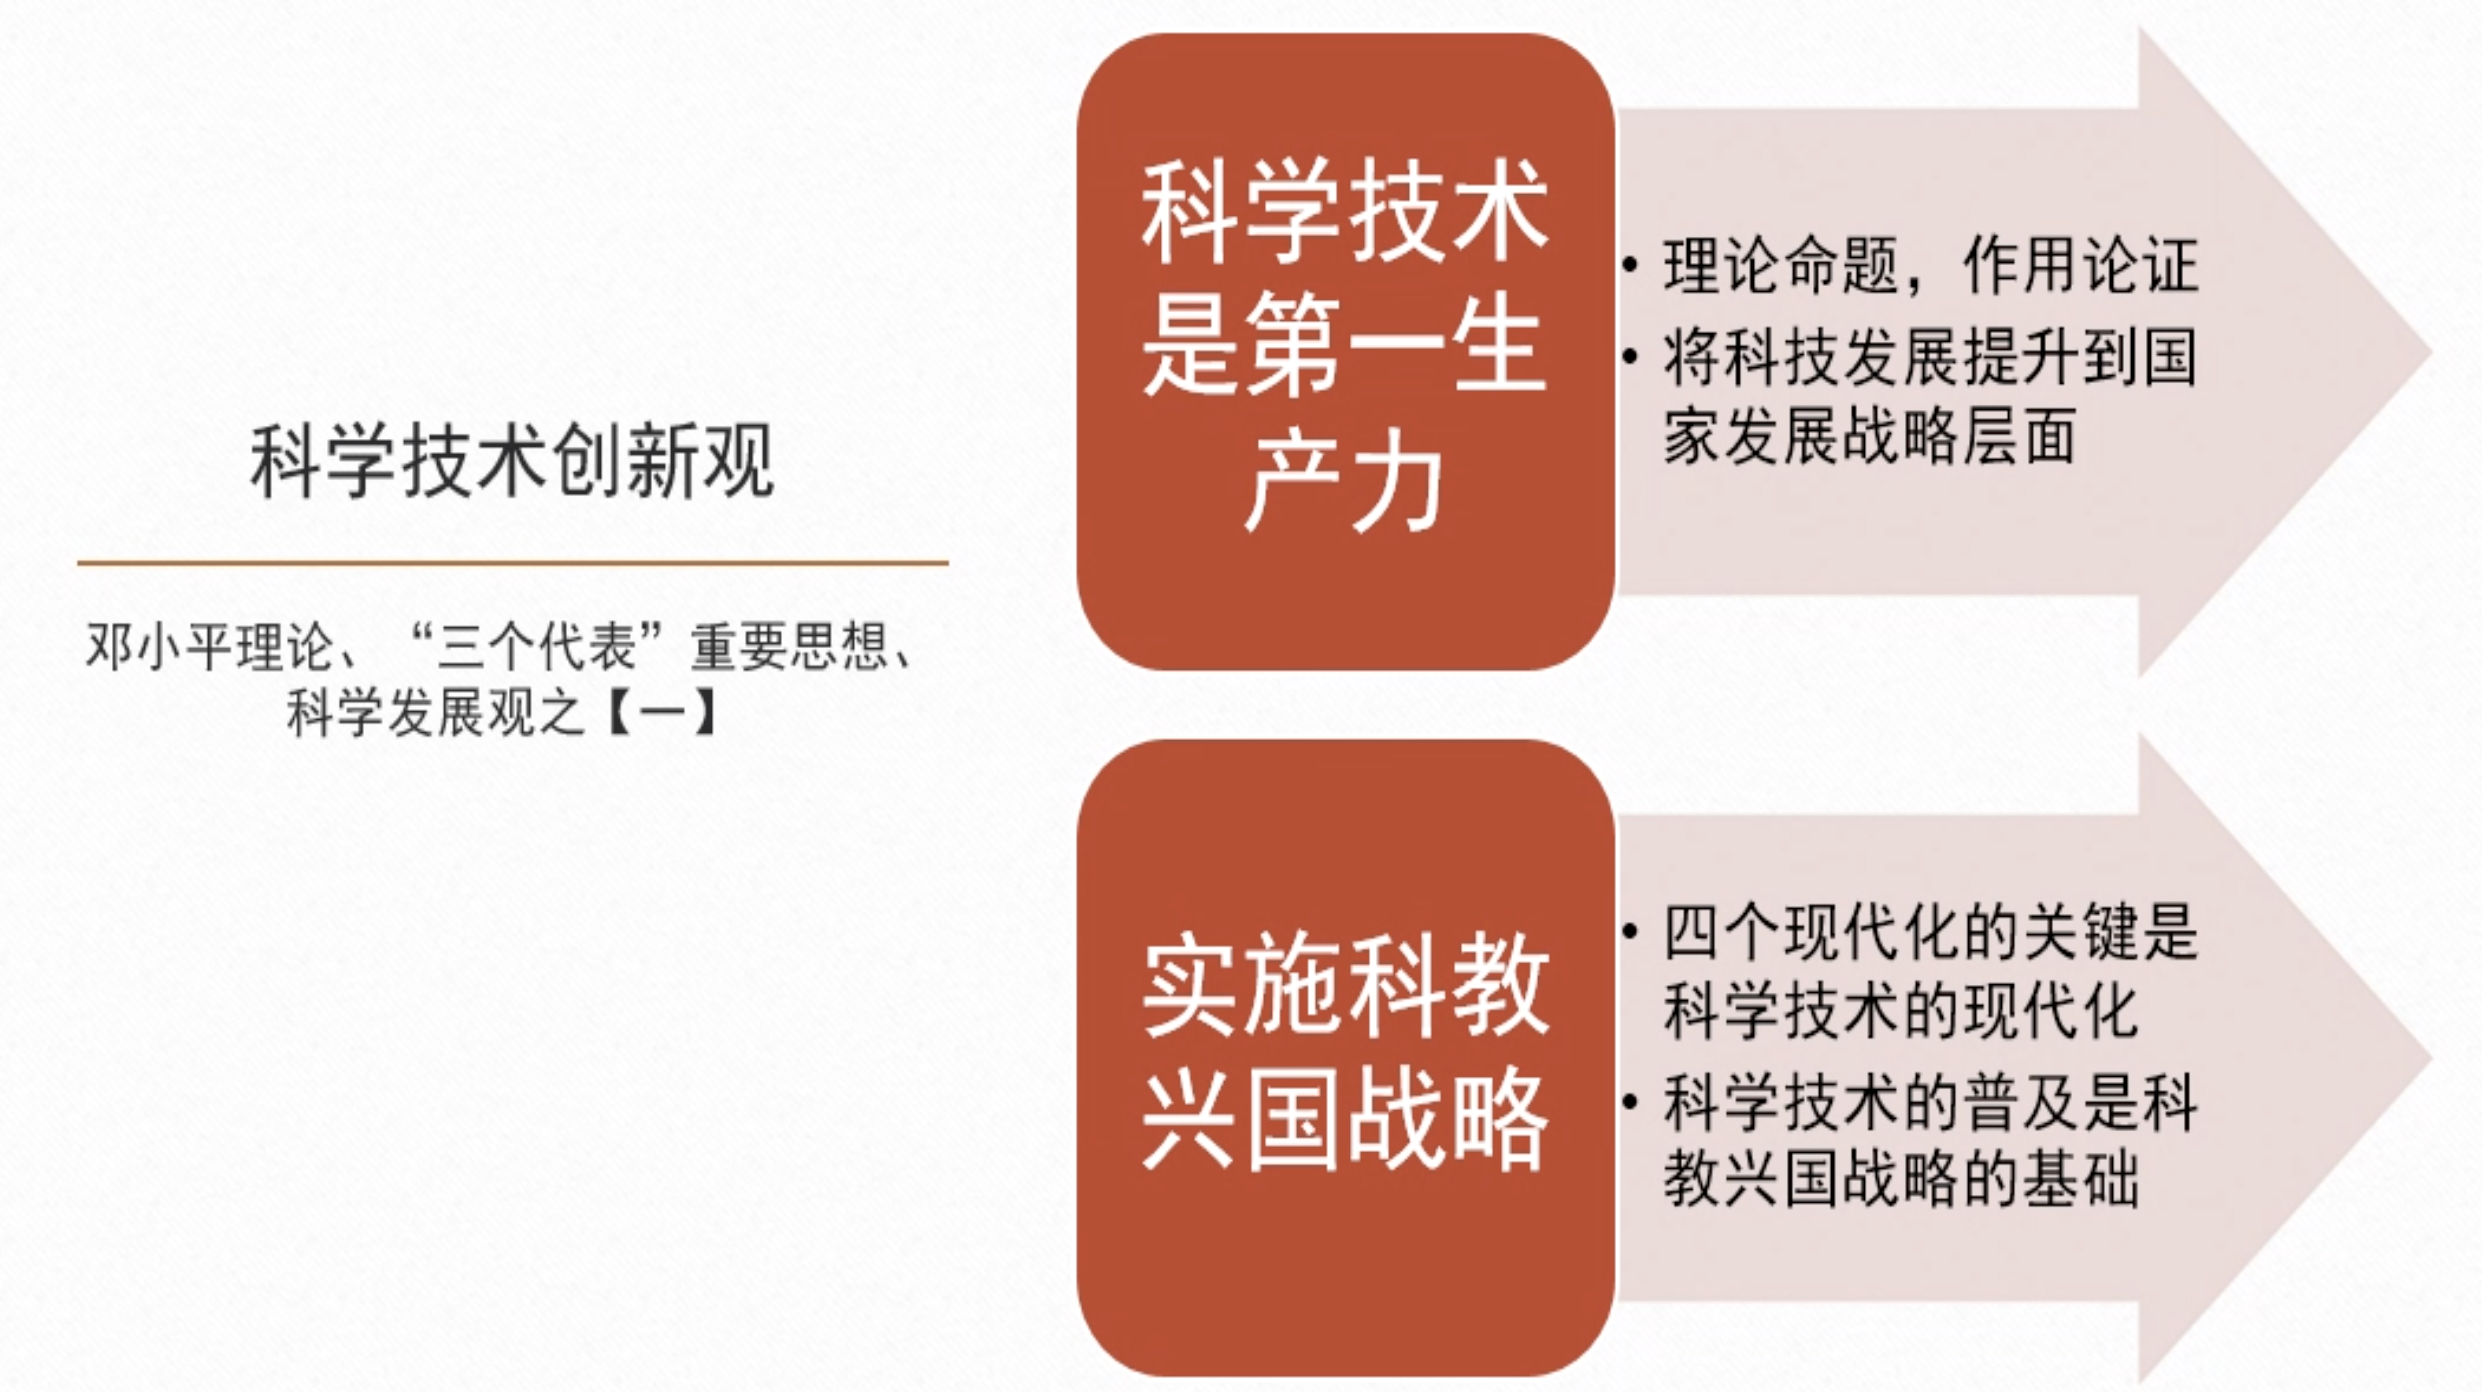 科学技术创新观
邓小平理论、“三个代表”重要思想、
科学发展观之【一】
科学技术
是第一生
产力
• 理论命题，作用论证
• 将科技发展提升到国
家发展战略层面
实施科教
兴国战略
• 四个现代化的关键是
科学技术的现代化
• 科学技术的普及是科
教兴国战略的基础